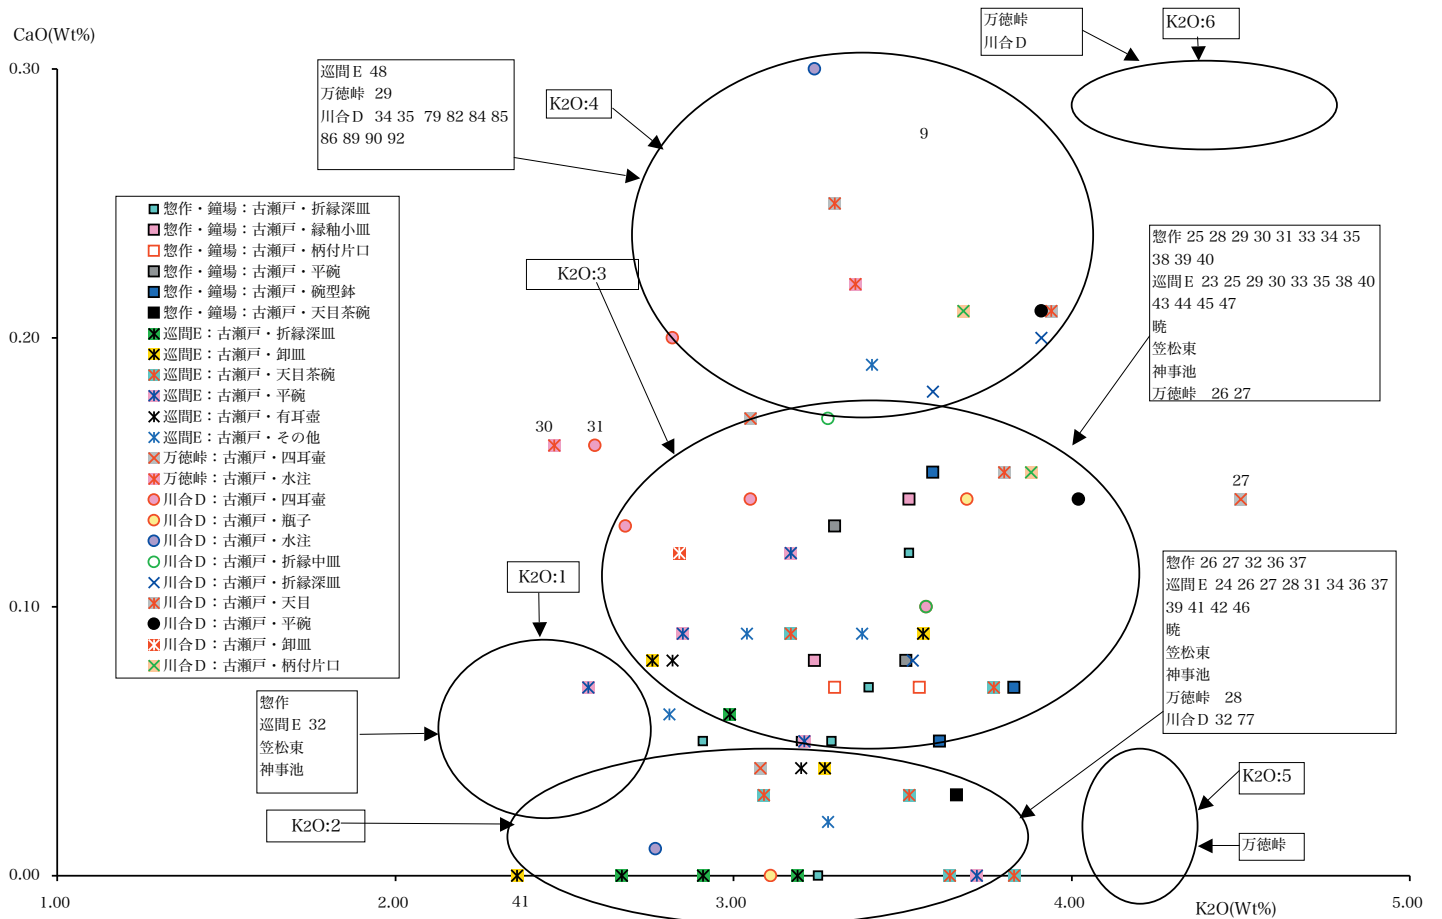 CaO(Wt%)
0.30
0.20
0.10
0.00
1.00
2.00
3.00
4.00
5.00
K2O(Wt%)
41
万徳峠
川合D
K2O:6
巡間E 48
万徳峠 29
川合D 34 35 79 82 84 85
86 89 90 92
K2O:4
9
惣作・鐘場：古瀬戸・折縁深皿
惣作・鐘場：古瀬戸・縁釉小皿
惣作・鐘場：古瀬戸・柄付片口
惣作・鐘場：古瀬戸・平碗
惣作・鐘場：古瀬戸・碗型鉢
惣作・鐘場：古瀬戸・天目茶碗
巡間E：古瀬戸・折縁深皿
巡間E：古瀬戸・卸皿
巡間E：古瀬戸・天目茶碗
巡間E：古瀬戸・平碗
巡間E：古瀬戸・有耳壺
巡間E：古瀬戸・その他
万徳峠：古瀬戸・四耳壺
万徳峠：古瀬戸・水注
川合D：古瀬戸・四耳壺
川合D：古瀬戸・瓶子
川合D：古瀬戸・水注
川合D：古瀬戸・折縁中皿
川合D：古瀬戸・折縁深皿
川合D：古瀬戸・天目
川合D：古瀬戸・平碗
川合D：古瀬戸・卸皿
川合D：古瀬戸・柄付片口
K2O:3
惣作 25 28 29 30 31 33 34 35
38 39 40
巡間E 23 25 29 30 33 35 38 40
43 44 45 47
暁
笠松東
神事池
万徳峠 26 27
30
31
27
K2O:1
惣作 26 27 32 36 37
巡間E 24 26 27 28 31 34 36 37
39 41 42 46
暁
笠松東
神事池
万徳峠 28
川合D 32 77
惣作
巡間E 32
笠松東
神事池
K2O:2
K2O:5
万徳峠